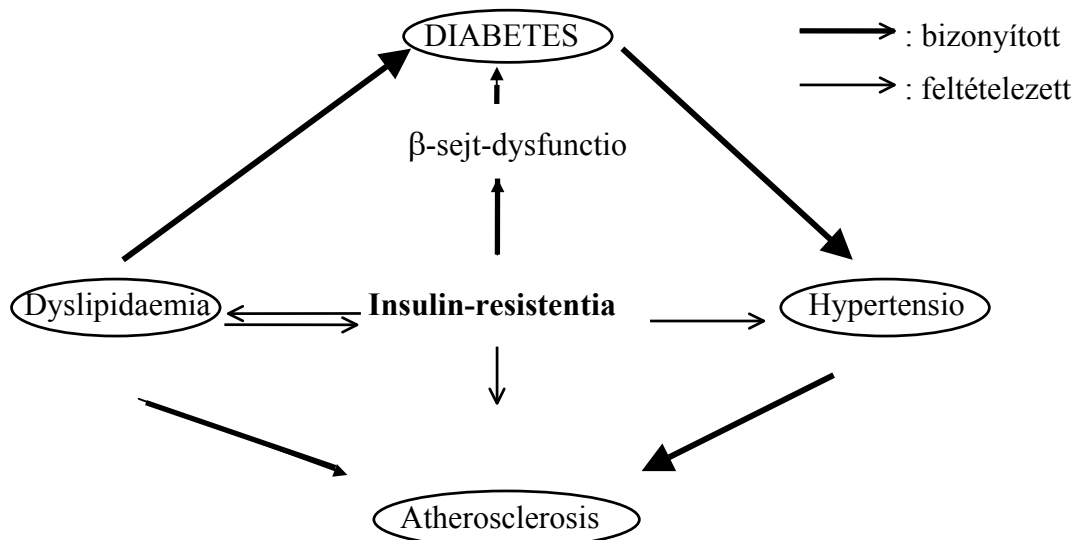 DIABETES
: bizonyított
: feltételezett
β-sejt-dysfunctio
Dyslipidaemia
Insulin-resistentia
Hypertensio
Atherosclerosis